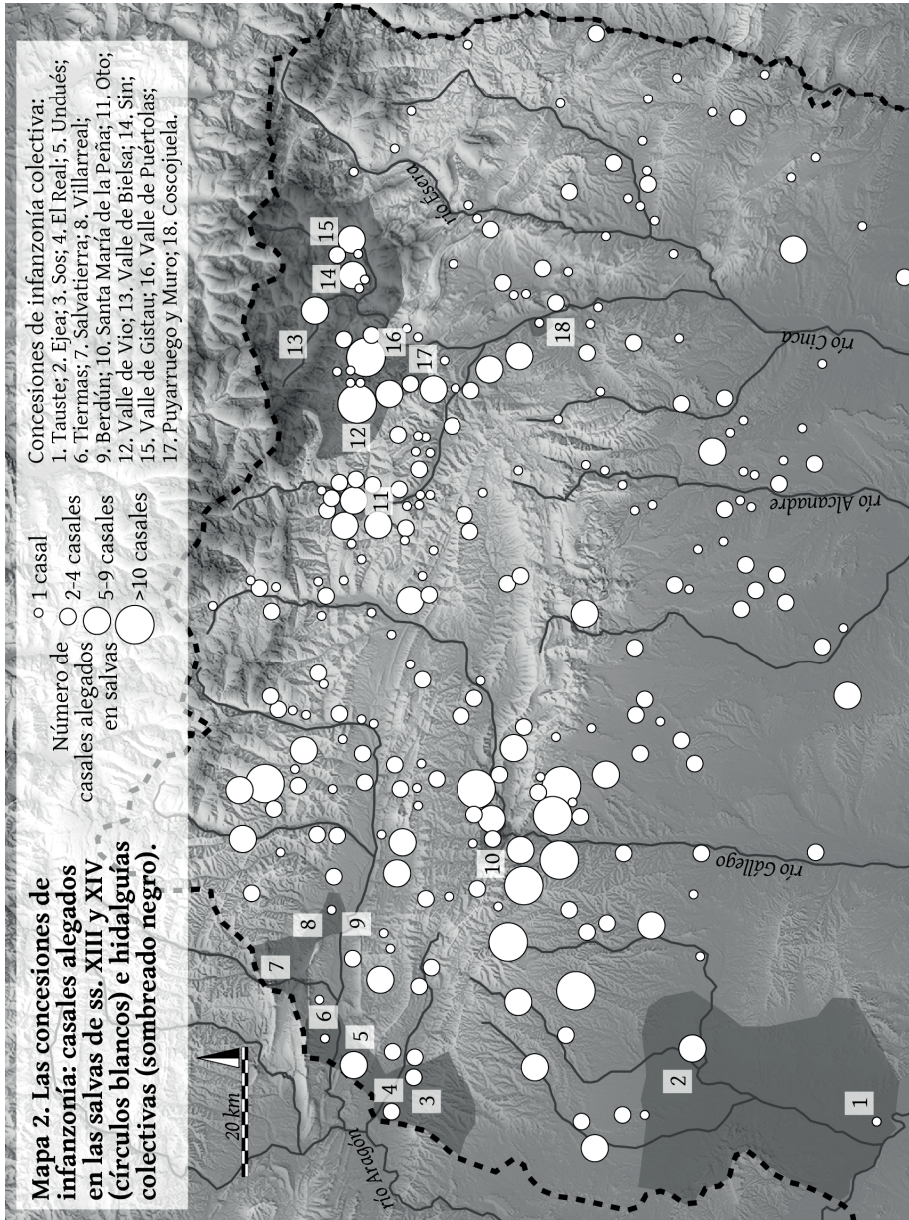 Mapa 2. Las concesiones de
infanzonía: casales alegados
en las salvas de ss. XIII y XIV
(círculos blancos) e hidalguías
colectivas (sombreado negro).
Número de
casales alegados
en salvas
1 casal
2-4 casales
5-9 casales
>10 casales
Concesiones de infanzonía colectiva:
1. Tauste; 2. Ejea; 3. Sos; 4. El Real; 5. Undués;
6. Tiermas; 7. Salvatierra; 8. Villarreal;
9. Berdún; 10. Santa María de la Peña; 11. Oto;
12. Valle de Vio; 13. Valle de Bielsa; 14. Sin;
15. Valle de Gistau; 16. Valle de Puértolas;
17. Puyarruego y Muro; 18. Coscojuela.
20 km
río Aragón
río Gállego
río Alcanadre
río Cinca
río Ésera
1
2
3
4
5
6
7
8
9
10
11
12
13
14
15
16
17
18